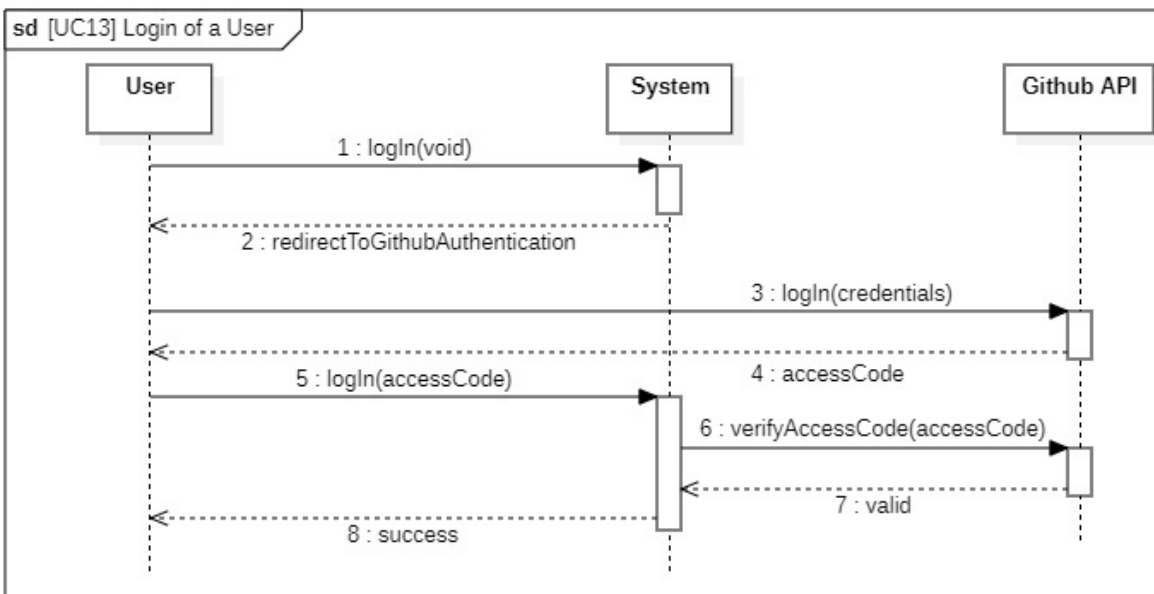 sd [UC13] Login of a User
User
System
Github API
1 : logIn(void)
2 : redirectToGithubAuthentication
3 : logIn(credentials)
4 : accessCode
5 : logIn(accessCode)
6 : verifyAccessCode(accessCode)
7 : valid
8 : success